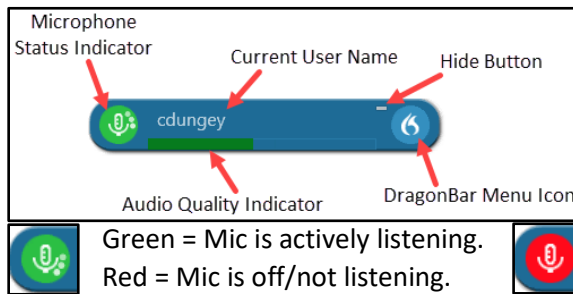 Microphone
Status Indicator
Current User Name
Hide Button
cdungey
Audio Quality Indicator
DragonBar Menu Icon
Green = Mic is actively listening.
Red = Mic is off/not listening.